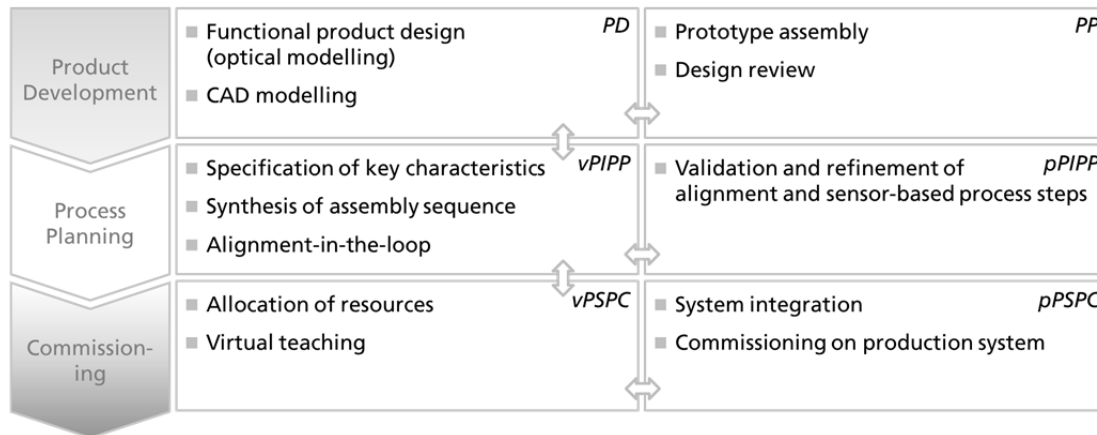 Product
Development
Functional product design
(optical modelling)
CAD modelling
PD
Prototype assembly
Design review
PP
Process
Planning
Specification of key characteristics
Synthesis of assembly sequence
Alignment-in-the-loop
vPIPP
Validation and refinement of
alignment and sensor-based process steps
pPIPP
Commission-
ing
Allocation of resources
Virtual teaching
vPSPC
System integration
Commissioning on production system
pPSPC